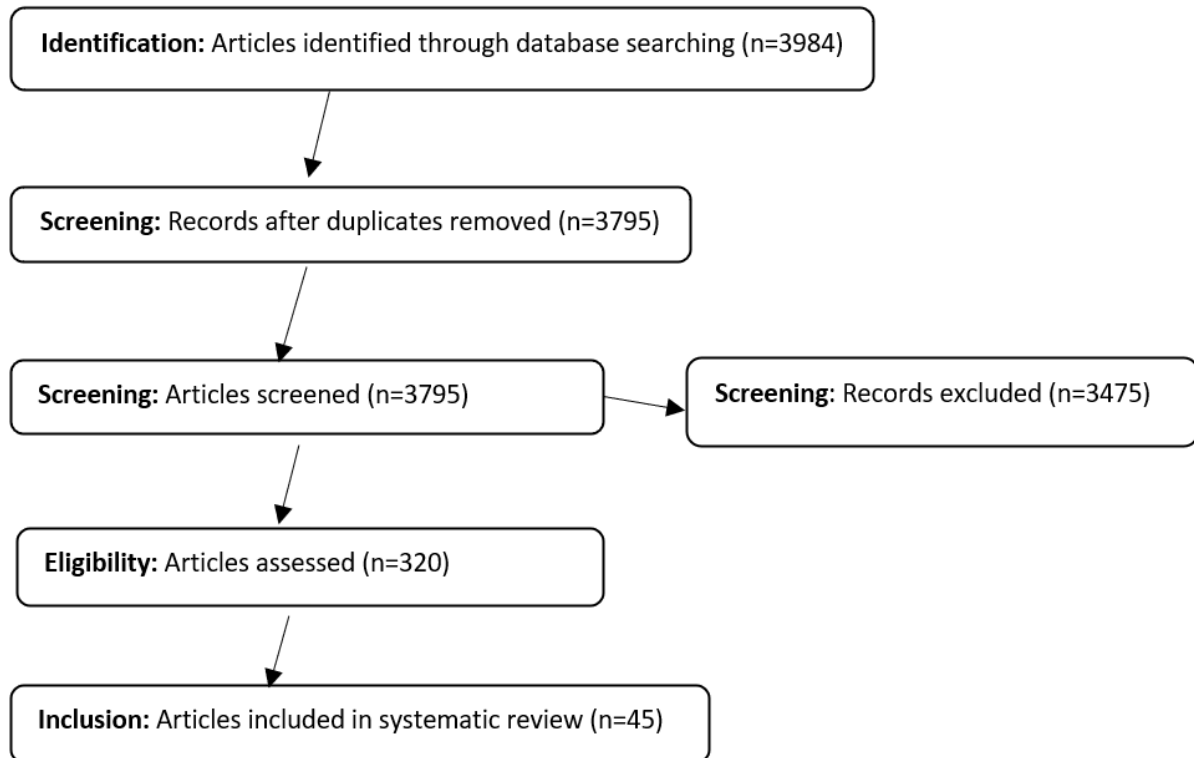 Identification: Articles identified through database searching (n=3984)
Screening: Records after duplicates removed (n=3795)
Screening: Articles screened (n=3795)
Screening: Records excluded (n=3475)
Eligibility: Articles assessed (n=320)
Inclusion: Articles included in systematic review (n=45)